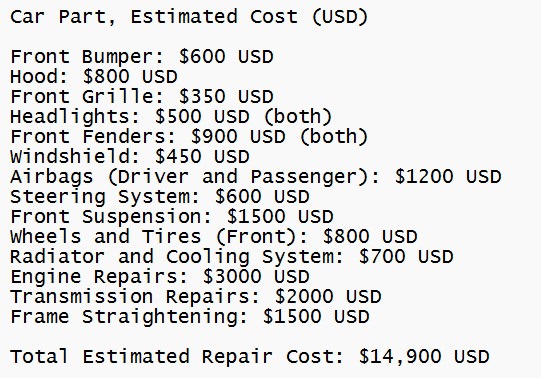 Car Part, Estimated Cost (USD)
Front Bumper: $600 USD
Hood: $800 USD
Front Grille: $350 USD
Headlights: $500 USD (both)
Front Fenders: $900 USD (both)
Windshield: $450 USD
Airbags (Driver and Passenger): $1200 USD
Steering System: $600 USD
Front Suspension: $1500 USD
Wheels and Tires (Front): $800 USD
Radiator and Cooling System: $700 USD
Engine Repairs: $3000 USD
Transmission Repairs: $2000 USD
Frame Straightening: $1500 USD
Total Estimated Repair Cost: $14,900 USD